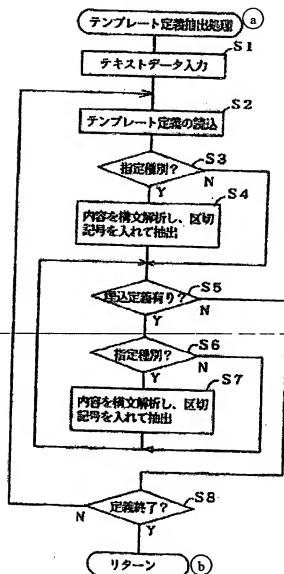 テンプレート定義抽出処理 a
S1
テキストデータ入力
S2
テンプレート定義の読込
S3
指定種別?
N
Y
S4
内容を構文解析し、区切
記号を入れて抽出
S5
埋込定義有り?
N
Y
S6
指定種別?
N
Y
S7
内容を構文解析し、区切
記号を入れて抽出
S8
定義終了?
N
Y
リターン b